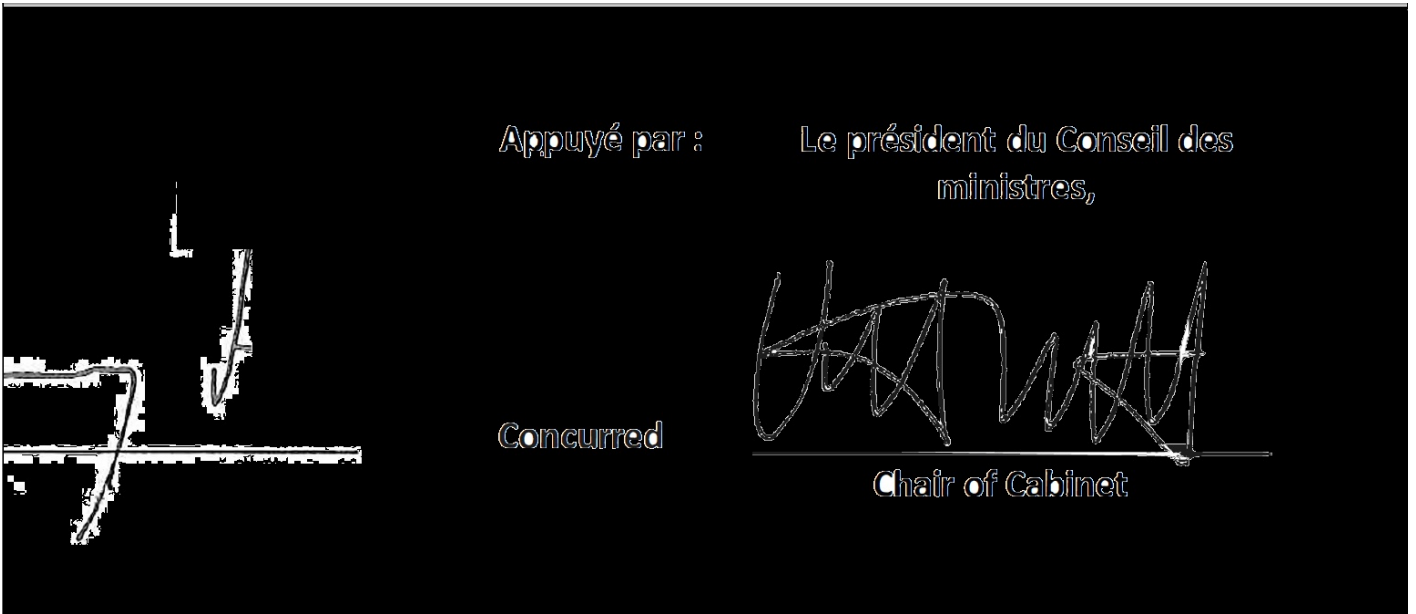 Appuyé par :
Le président du Conseil des
ministres,
Concurred
Chair of Cabinet